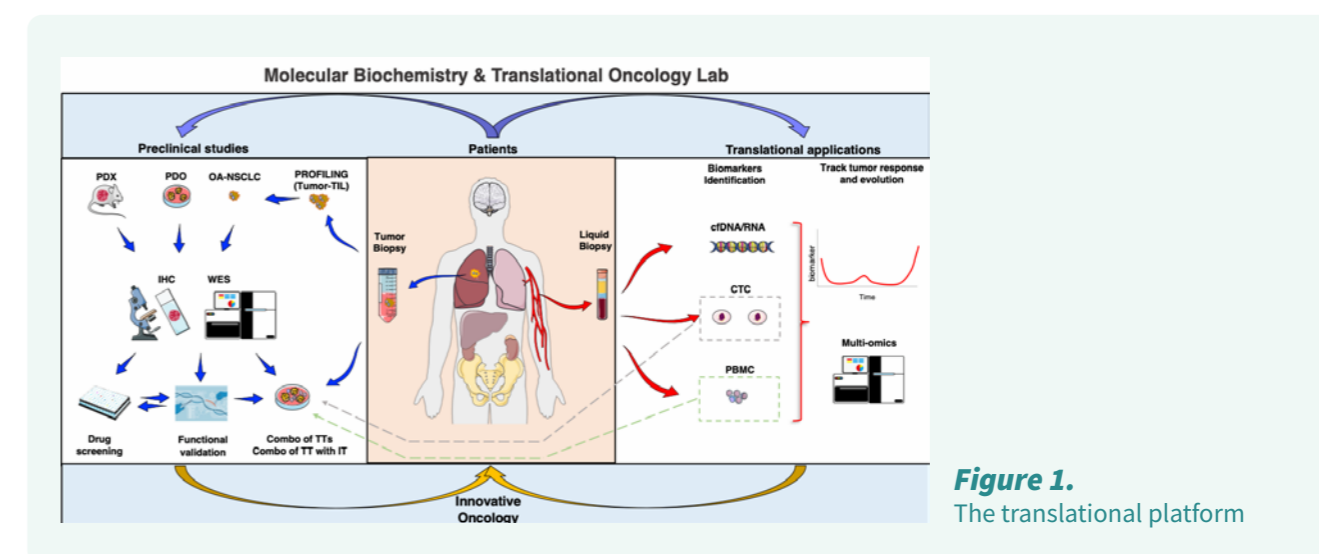 Molecular Biochemistry & Translational Oncology Lab
Preclinical studies
Patients
Translational applications
PDX
PDO
OA-NSCLC
PROFILING
(Tumor-TIL)
IHC
WES
Drug
screening
Functional
validation
Combo of TTs
Combo of TT with IT
Tumor
Biopsy
Liquid
Biopsy
Biomarkers
Identification
cfDNA/RNA
CTC
PBMC
Track tumor response
and evolution
biomarker
Time
Multi-omics
Innovative
Oncology
Figure 1.
The translational platform